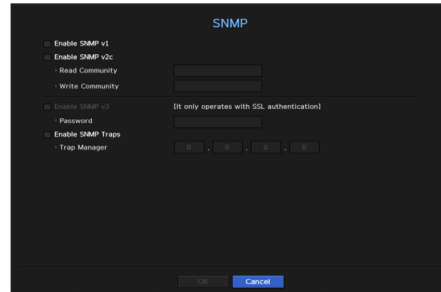 SNMP
Enable SNMP v1
Enable SNMP v2c
Read Community
Write Community
Enable SNMP v3 (It only operates with SSL authentication)
Password
Enable SNMP Traps
Trap Manager 0 . 0 . 0 . 0
OK Cancel